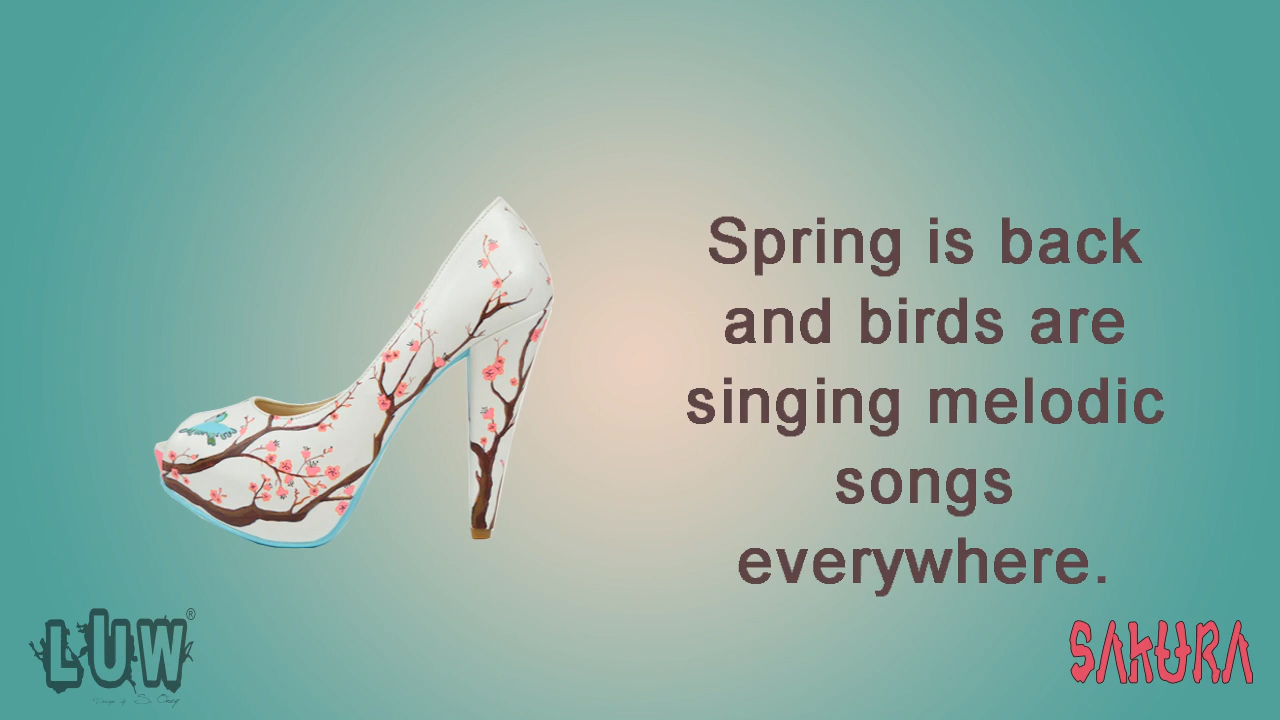 Spring is back
and birds are
singing melodic
songs
everywhere.
LUW®
SAKURA